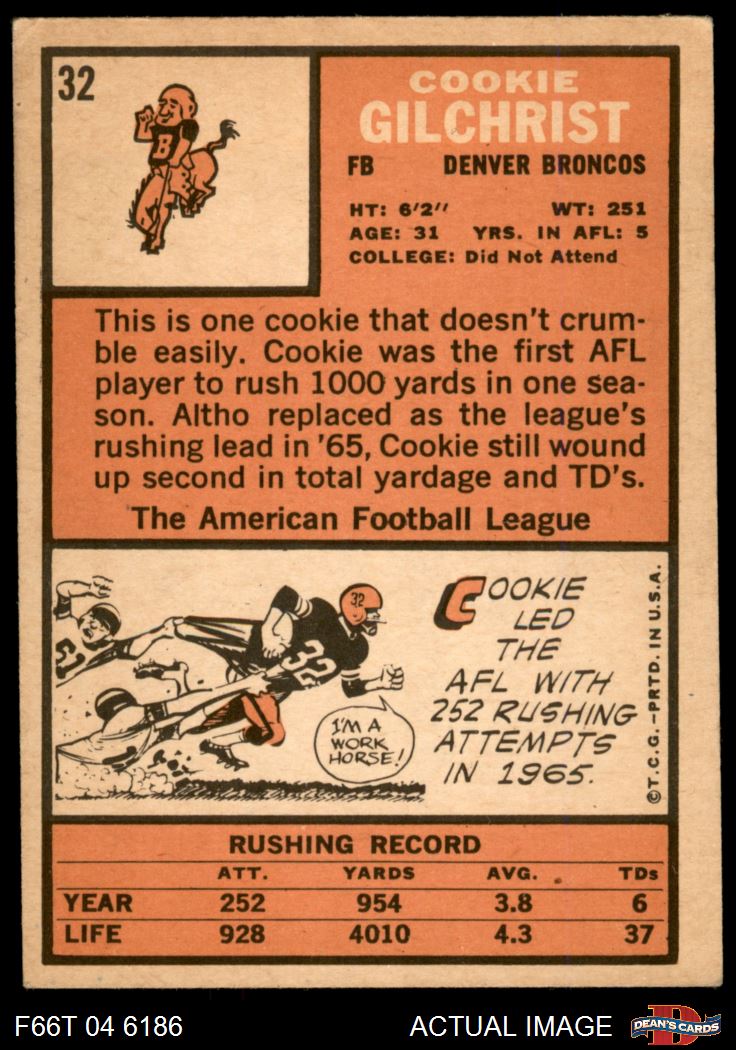 32
B
COOKIE
GILCHRIST
FB DENVER BRONCOS
HT: 6'2" WT: 251
AGE: 31 YRS. IN AFL: 5
COLLEGE: Did Not Attend
This is one cookie that doesn't crum-
ble easily. Cookie was the first AFL
player to rush 1000 yards in one sea-
son. Altho replaced as the league's
rushing lead in '65, Cookie still wound
up second in total yardage and TD's.
The American Football League
51
32
32
I'M A
WORK
HORSE!
COOKIE
LED
THE
AFL WITH
252 RUSHING
ATTEMPTS
IN 1965.
©T.C.G.–PRTD. IN U.S.A.
RUSHING RECORD
ATT. YARDS AVG. TDs
YEAR 252 954 3.8 6
LIFE 928 4010 4.3 37
F66T 04 6186 ACTUAL IMAGE
D
DEAN'S CARDS